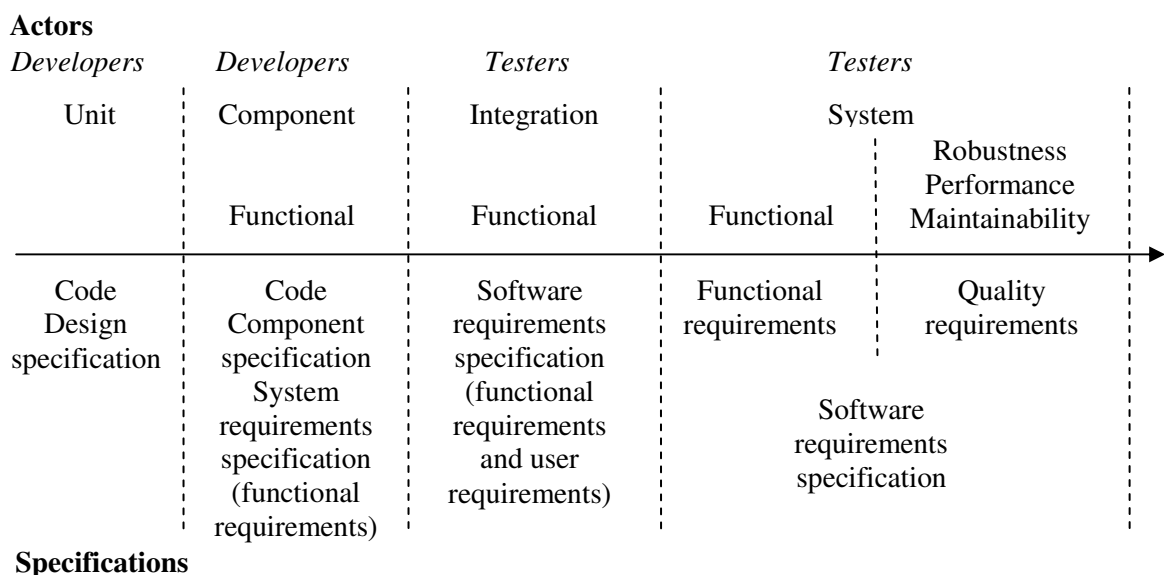 Actors
Developers Developers Testers Testers
Unit Component Integration System
Robustness
Performance
Functional Functional Functional Maintainability
Code
Design
specification
Code
Component
specification
System
requirements
specification
(functional
requirements)
Software
requirements
specification
(functional
requirements
and user
requirements)
Functional
requirements
Quality
requirements
Software
requirements
specification
Specifications